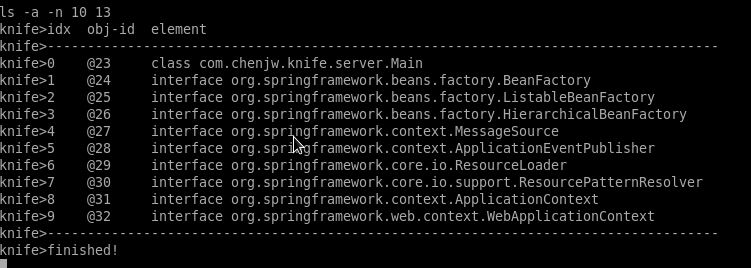 ls -a -n 10 13
knife>idx  obj-id  element
knife>------------------------------------------------------------------------------------
knife>0    @23     class com.chenjw.knife.server.Main
knife>1    @24     interface org.springframework.beans.factory.BeanFactory
knife>2    @25     interface org.springframework.beans.factory.ListableBeanFactory
knife>3    @26     interface org.springframework.beans.factory.HierarchicalBeanFactory
knife>4    @27     interface org.springframework.context.MessageSource
knife>5    @28     interface org.springframework.context.ApplicationEventPublisher
knife>6    @29     interface org.springframework.core.io.ResourceLoader
knife>7    @30     interface org.springframework.core.io.support.ResourcePatternResolver
knife>8    @31     interface org.springframework.context.ApplicationContext
knife>9    @32     interface org.springframework.web.context.WebApplicationContext
knife>------------------------------------------------------------------------------------
knife>finished!